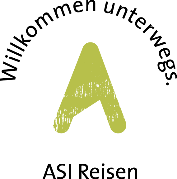 Willkommen unterwegs.
ASI Reisen